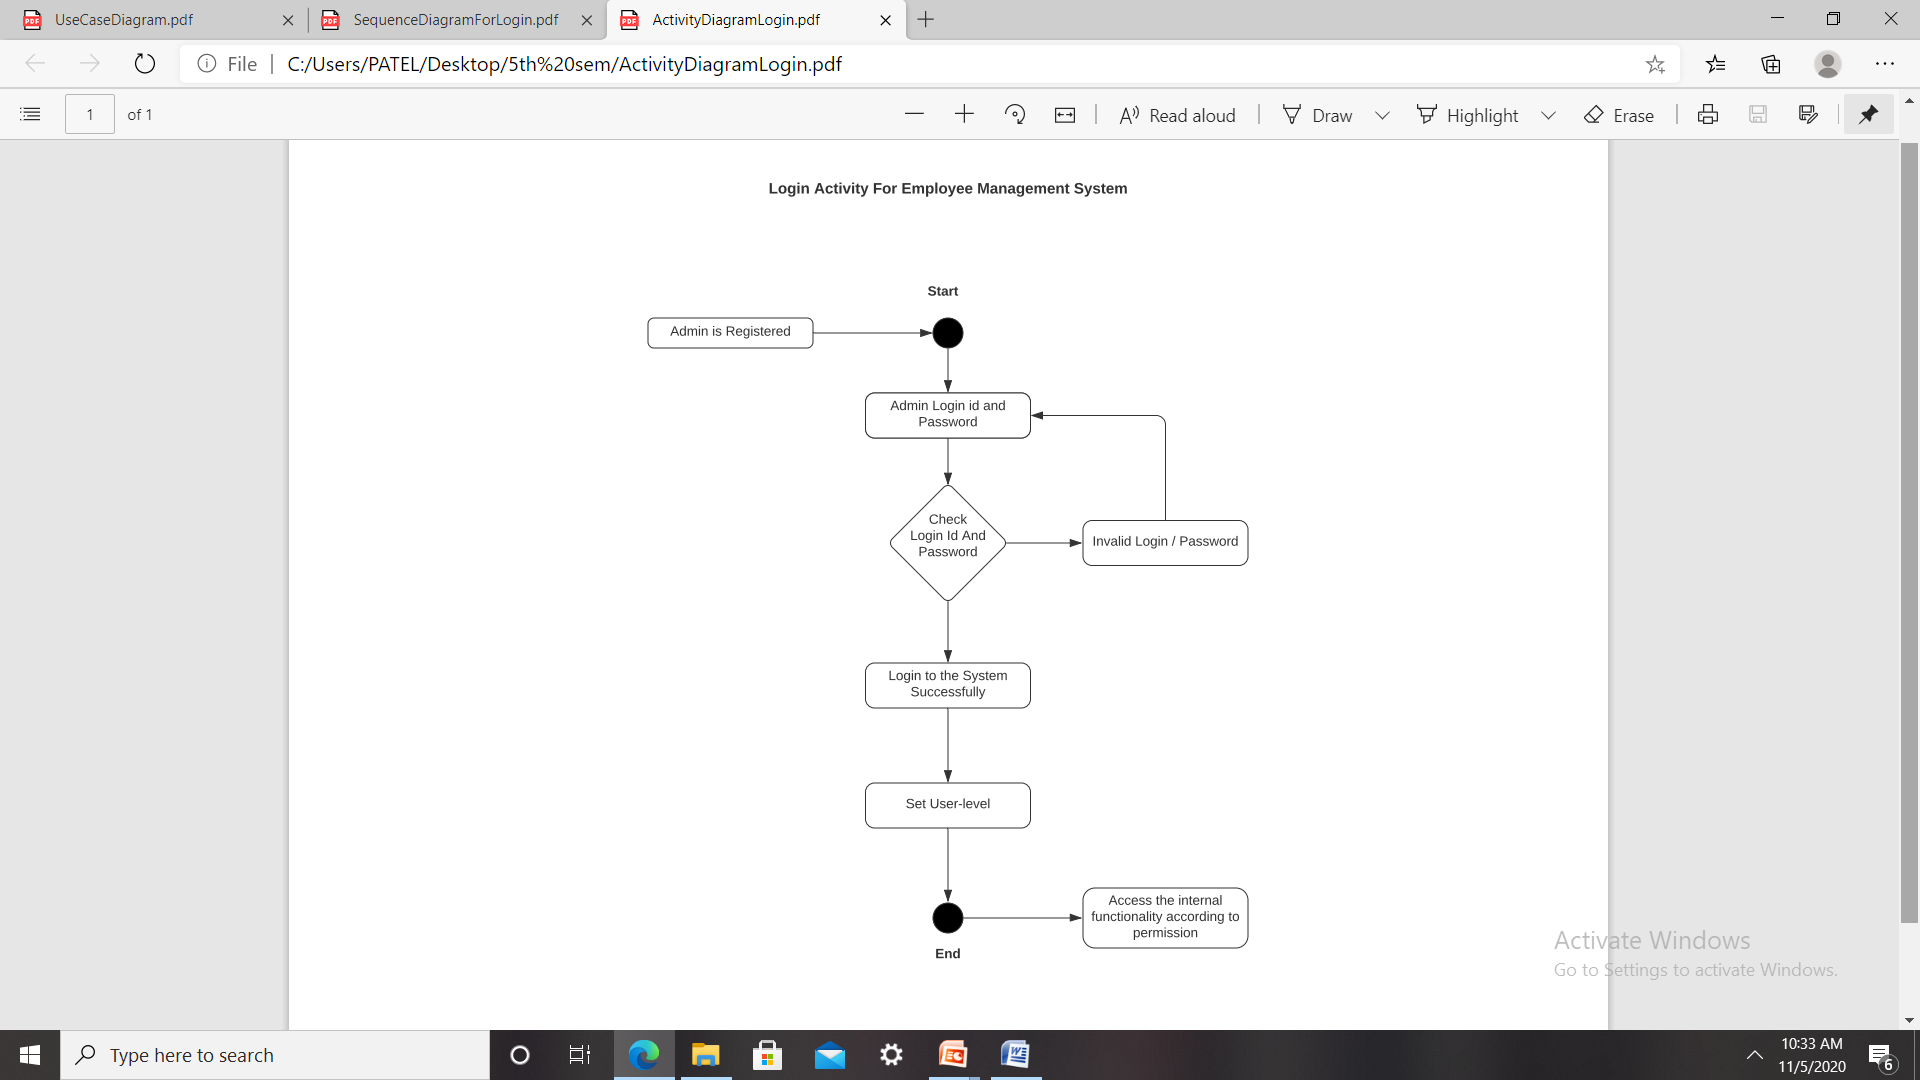 UseCaseDiagram.pdf
SequenceDiagramForLogin.pdf
ActivityDiagramLogin.pdf
File
C:/Users/PATEL/Desktop/5th%20sem/ActivityDiagramLogin.pdf
1
of 1
Read aloud
Draw
Highlight
Erase
Login Activity For Employee Management System
Start
Admin is Registered
Admin Login id and
Password
Check
Login Id And
Password
Invalid Login / Password
Login to the System
Successfully
Set User-level
Access the internal
functionality according to
permission
End
Activate Windows
Go to Settings to activate Windows.
Type here to search
10:33 AM
11/5/2020
6